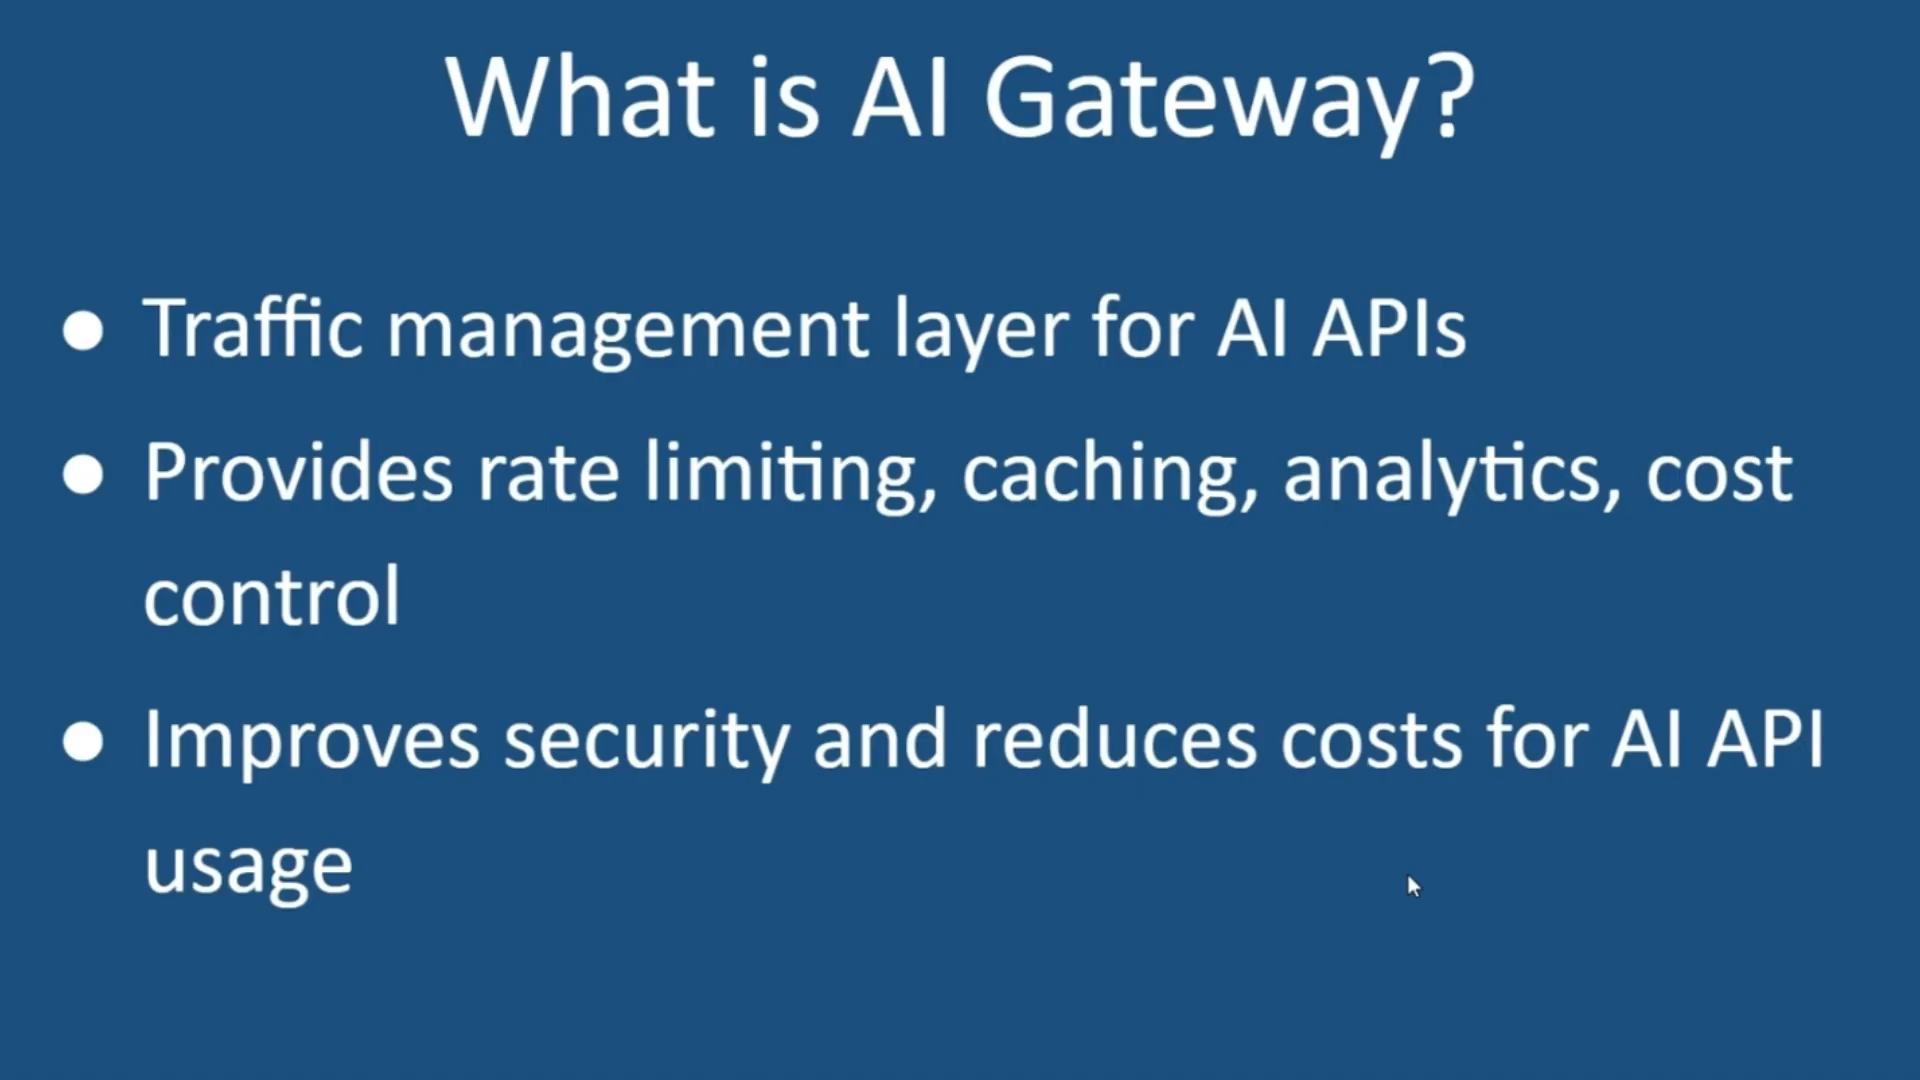 What is AI Gateway?
● Traffic management layer for AI APIs
● Provides rate limiting, caching, analytics, cost
control
● Improves security and reduces costs for AI API
usage